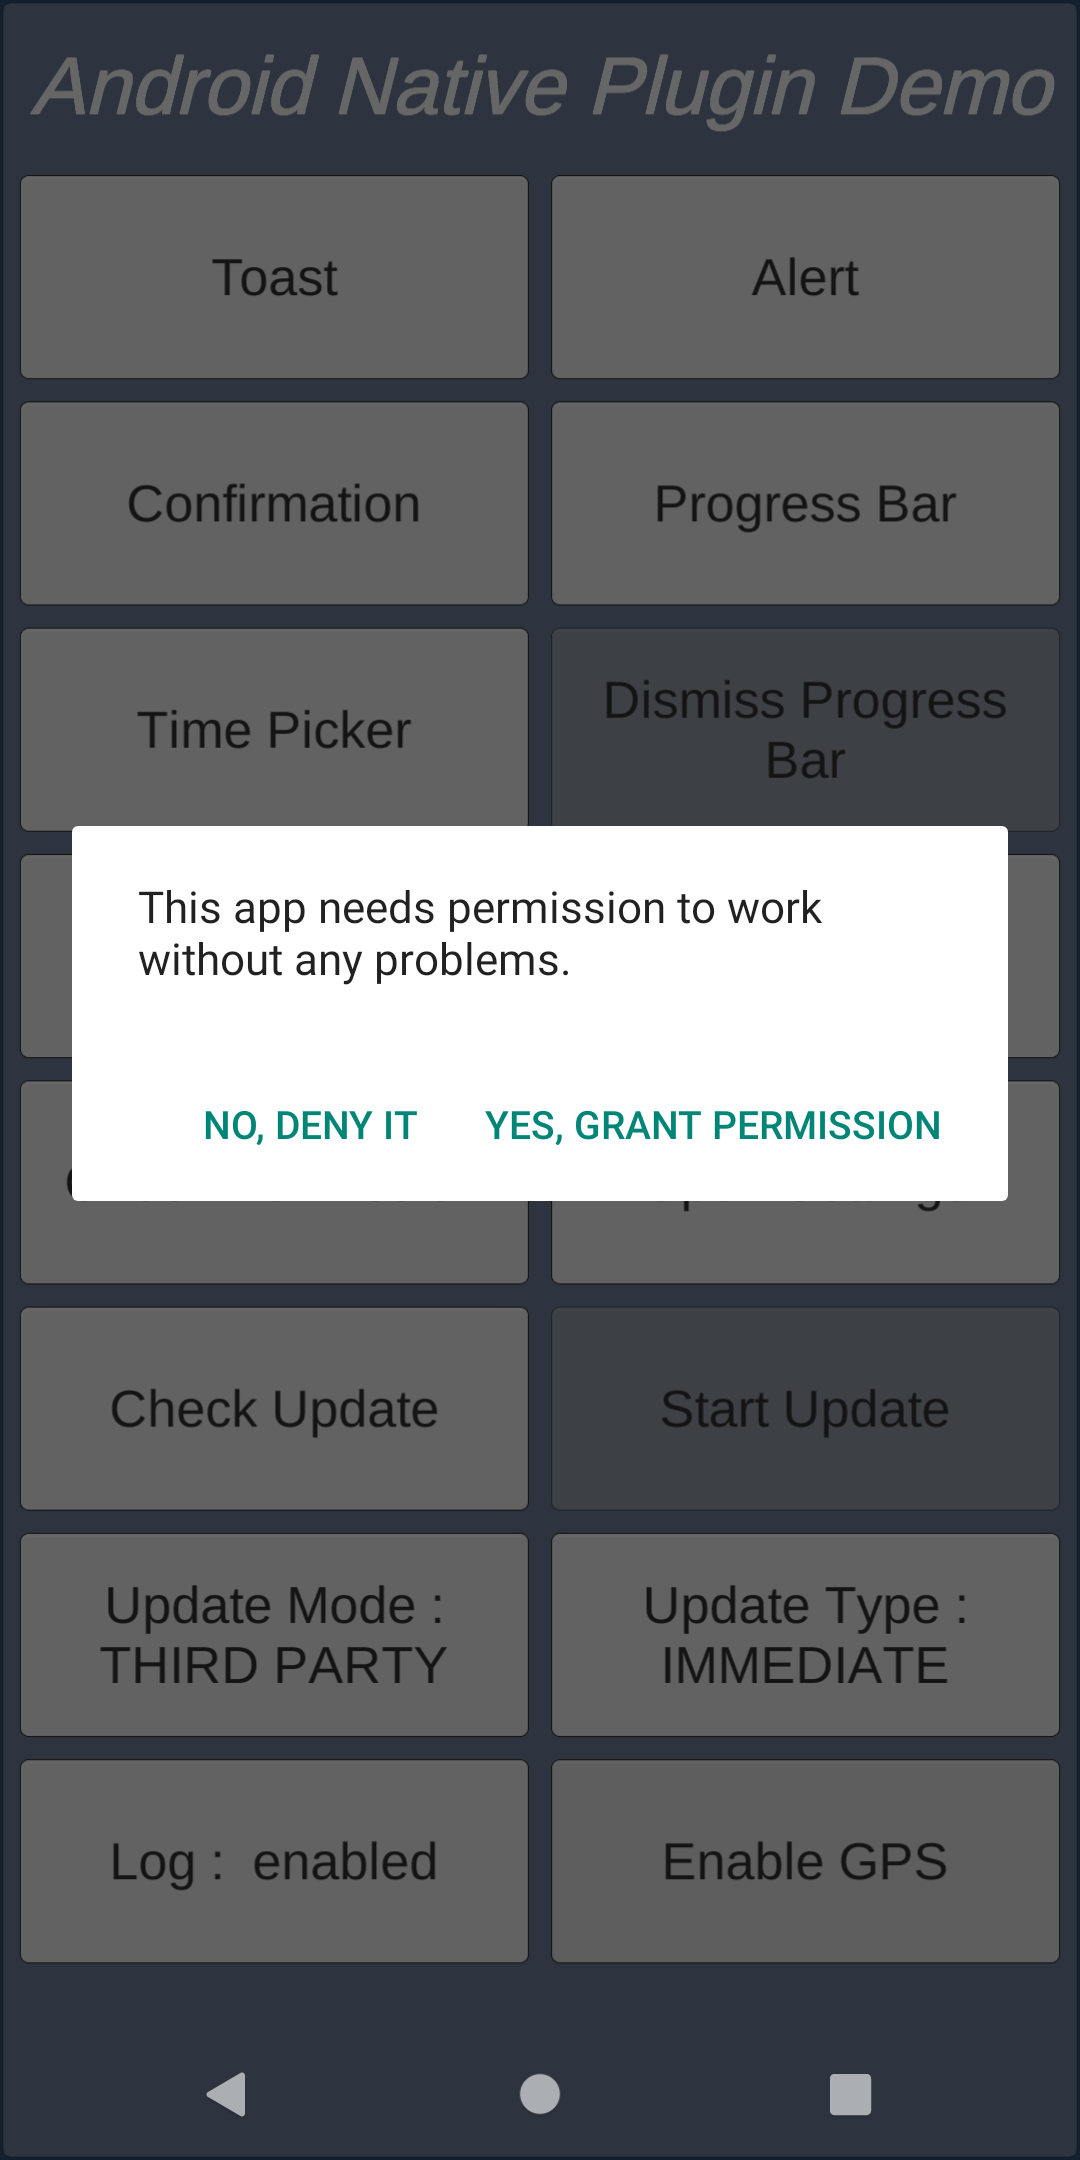 Android Native Plugin Demo
Toast
Alert
Confirmation
Progress Bar
Time Picker
Dismiss Progress
Bar
This app needs permission to work
without any problems.
NO, DENY IT
YES, GRANT PERMISSION
Check Update
Start Update
Update Mode :
THIRD PARTY
Update Type :
IMMEDIATE
Log :  enabled
Enable GPS